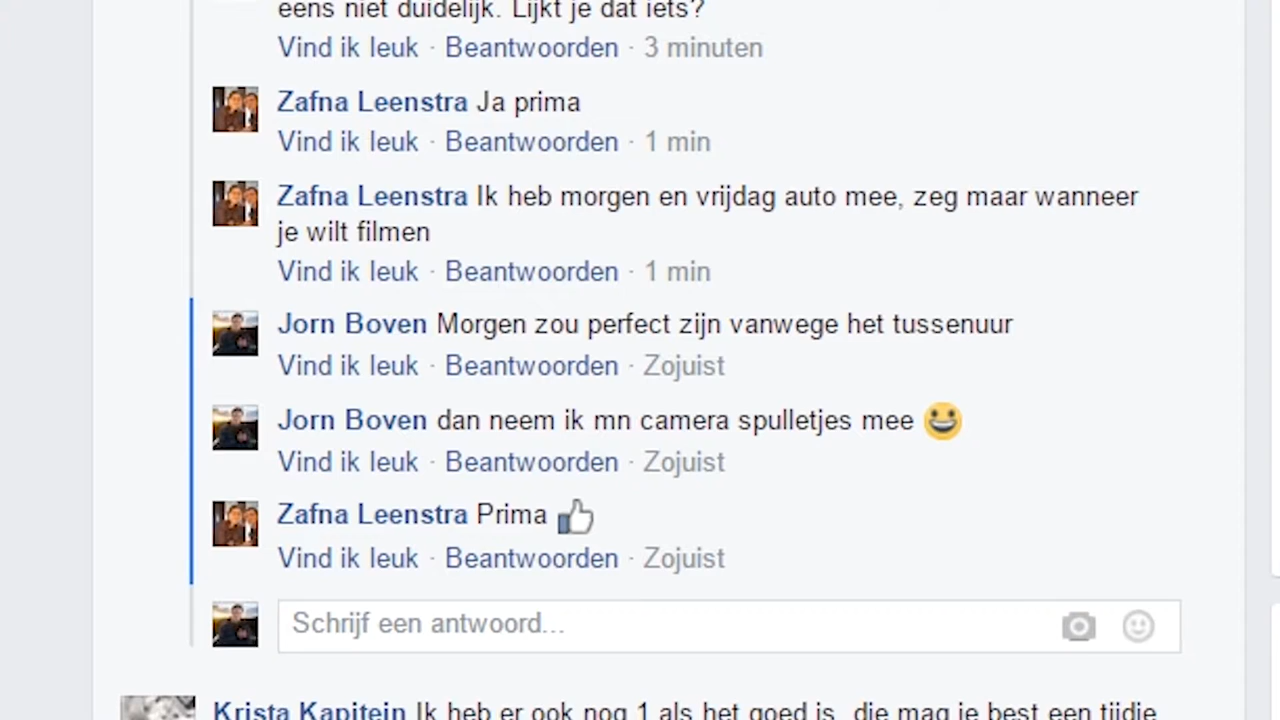 eens niet duidelijk. Lijkt je dat iets?
Vind ik leuk · Beantwoorden · 3 minuten
Zafna Leenstra Ja prima
Vind ik leuk · Beantwoorden · 1 min
Zafna Leenstra Ik heb morgen en vrijdag auto mee, zeg maar wanneer
je wilt filmen
Vind ik leuk · Beantwoorden · 1 min
Jorn Boven Morgen zou perfect zijn vanwege het tussenuur
Vind ik leuk · Beantwoorden · Zojuist
Jorn Boven dan neem ik mn camera spulletjes mee 😀
Vind ik leuk · Beantwoorden · Zojuist
Zafna Leenstra Prima 👍
Vind ik leuk · Beantwoorden · Zojuist
Schrijf een antwoord...
Krista Kapitein Ik heb er ook nog 1 als het goed is, die mag je best een tijdje